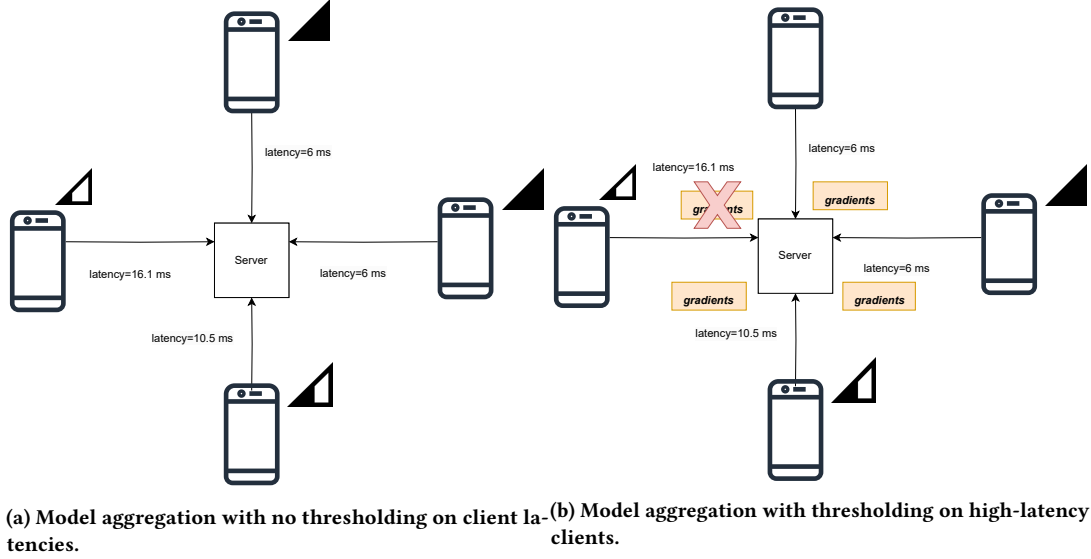 latency=6 ms
latency=16.1 ms
Server
latency=6 ms
latency=10.5 ms
(a) Model aggregation with no thresholding on client la-
tencies.
latency=6 ms
latency=16.1 ms
gradients
gradients
Server
latency=6 ms
gradients
gradients
latency=10.5 ms
(b) Model aggregation with thresholding on high-latency
clients.